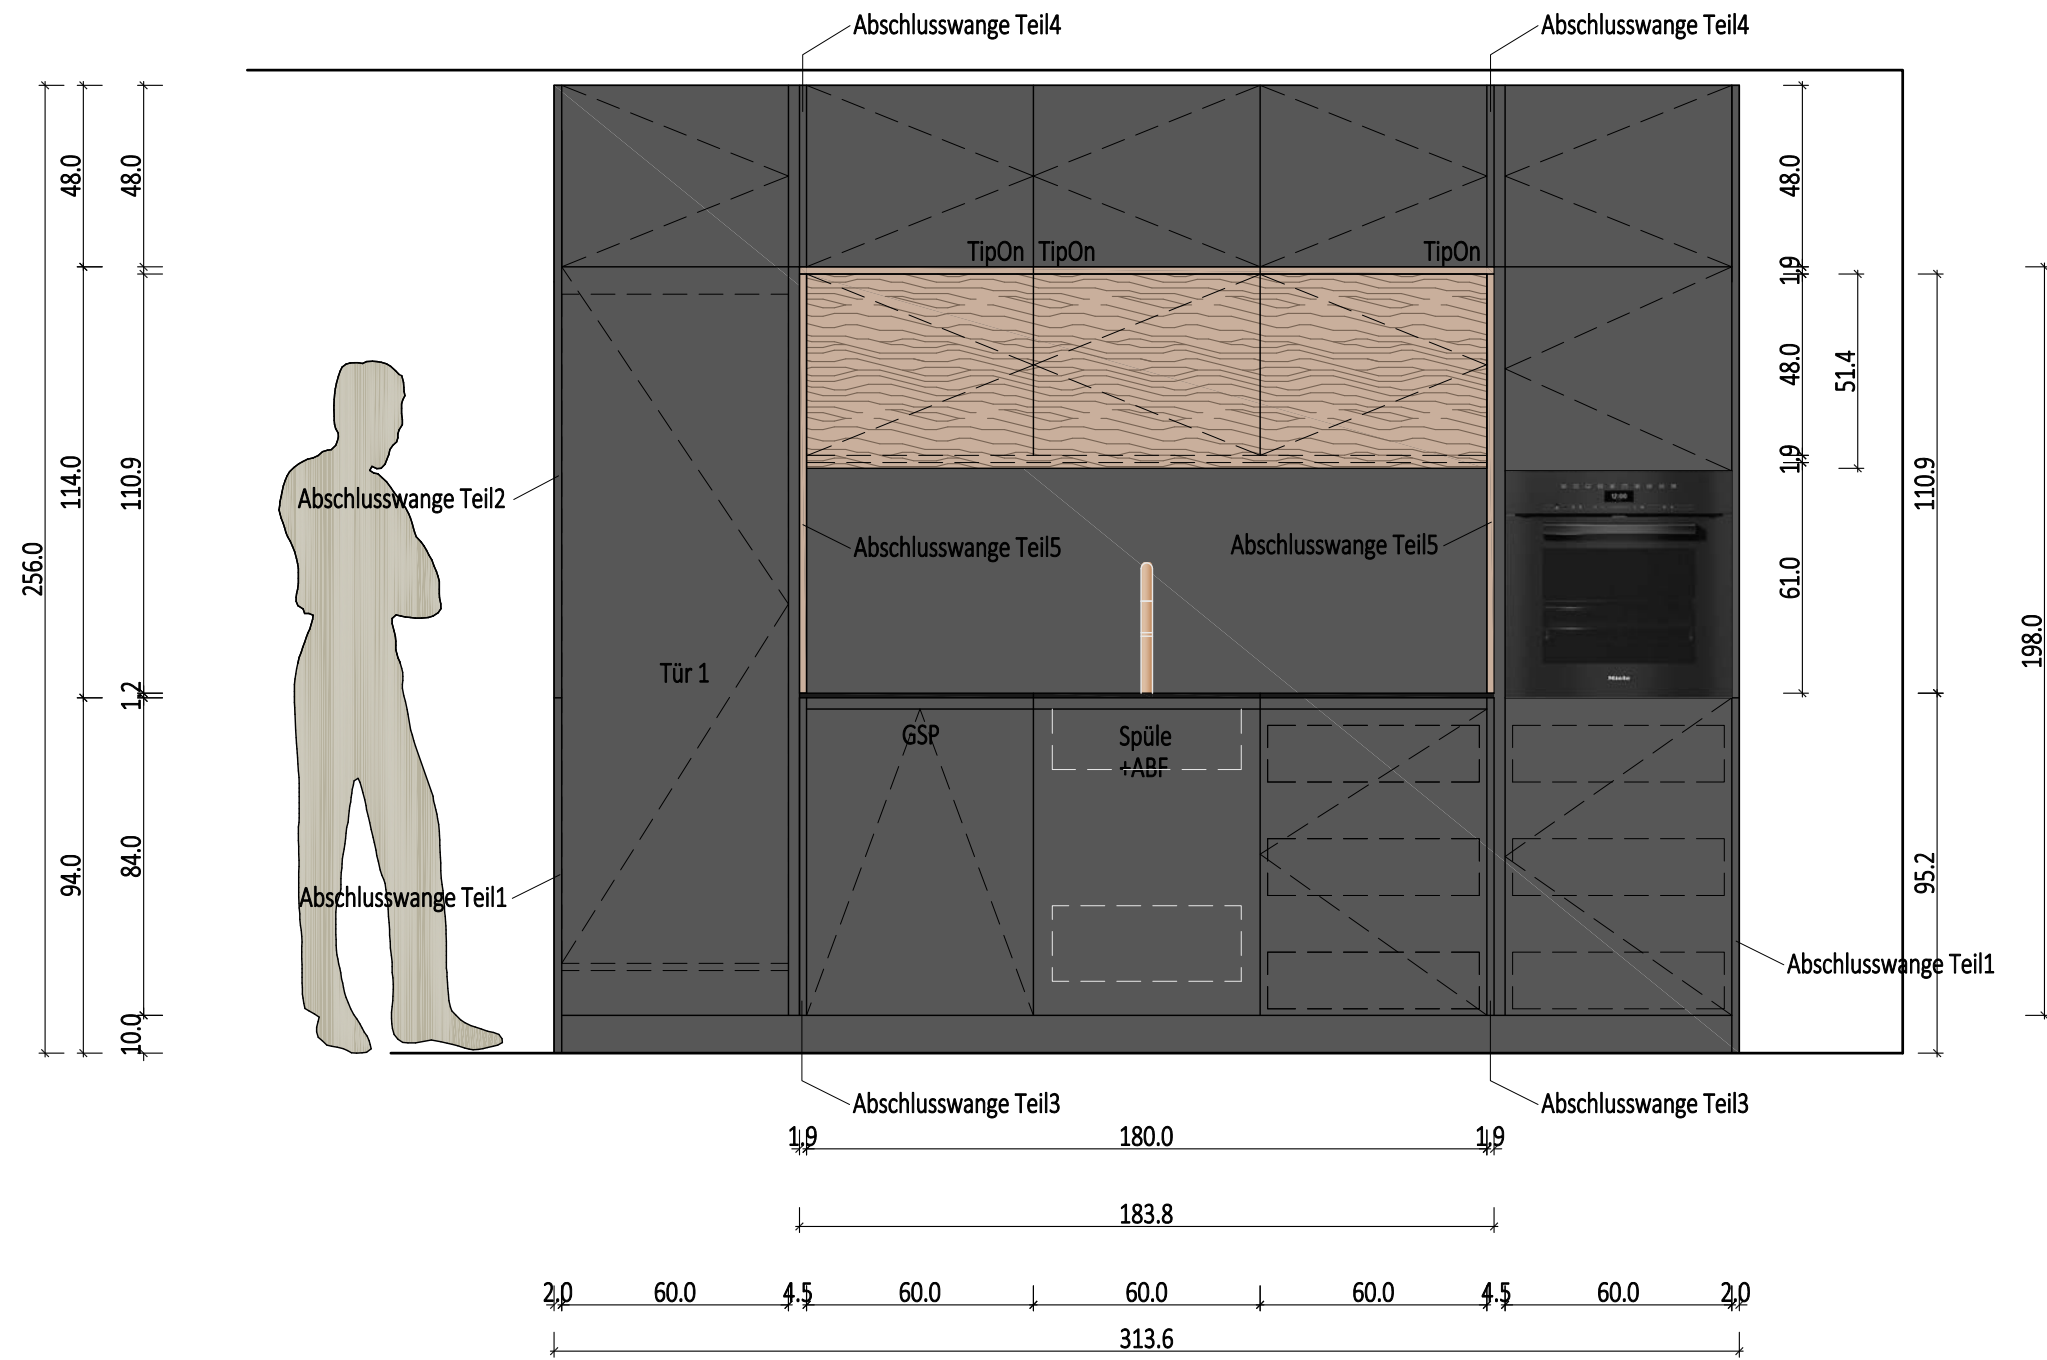 Abschlusswange Teil4
Abschlusswange Teil4
48.0
48.0
48.0
TipOn
TipOn
TipOn
1.9
48.0
51.4
1.9
114.0
110.9
110.9
Abschlusswange Teil2
12:00
Abschlusswange Teil5
Abschlusswange Teil5
256.0
61.0
198.0
Tür 1
Miele
1.2
GSP
Spüle
+ABF
94.0
84.0
95.2
Abschlusswange Teil1
Abschlusswange Teil1
10.0
Abschlusswange Teil3
Abschlusswange Teil3
1.9
180.0
1.9
183.8
2.0
60.0
4.5
60.0
60.0
60.0
4.5
60.0
2.0
313.6